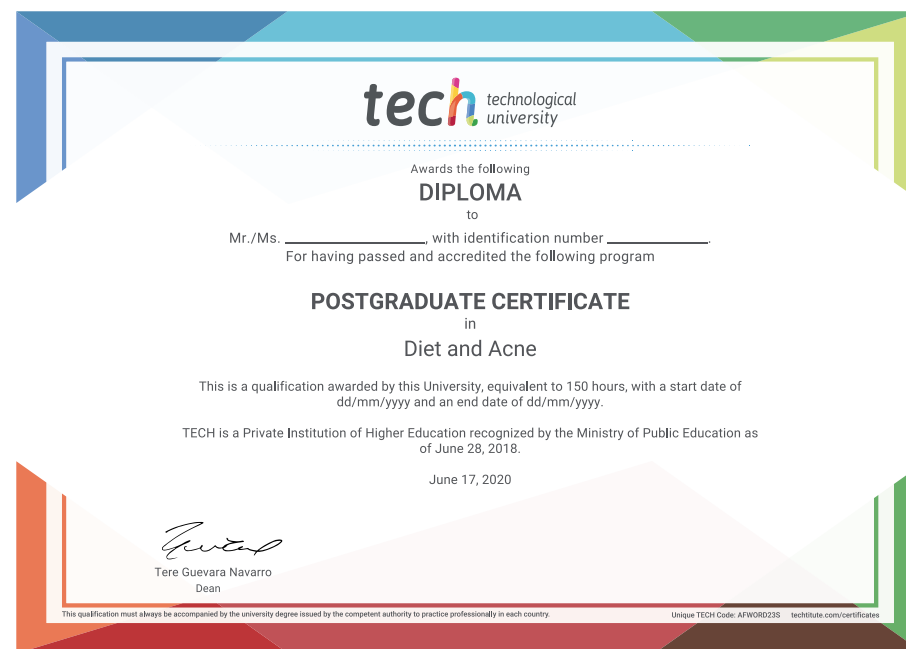 tech technological
university
Awards the following
DIPLOMA
to
Mr./Ms. ____________________, with identification number ______________.
For having passed and accredited the following program
POSTGRADUATE CERTIFICATE
in
Diet and Acne
This is a qualification awarded by this University, equivalent to 150 hours, with a start date of
dd/mm/yyyy and an end date of dd/mm/yyyy.
TECH is a Private Institution of Higher Education recognized by the Ministry of Public Education as
of June 28, 2018.
June 17, 2020
Tere Guevara Navarro
Dean
This qualification must always be accompanied by the university degree issued by the competent authority to practice professionally in each country.
Unique TECH Code: AFWORD23S techtitute.com/certificates